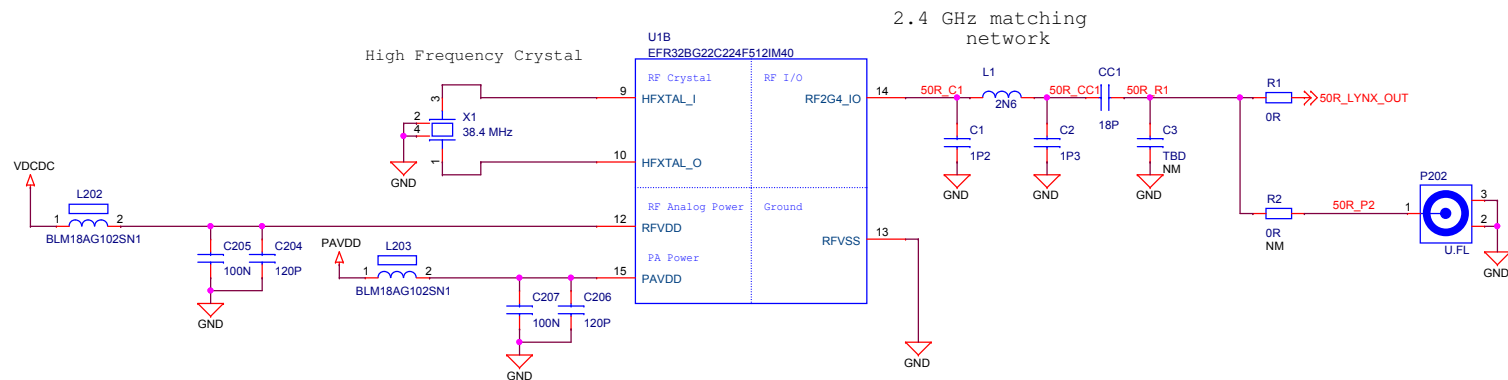 2.4 GHz matching
network
High Frequency Crystal
U1B
EFR32BG22C224F512IM40
RF Crystal
RF I/O
9
HFXTAL_I
10
HFXTAL_O
RF2G4_IO
14
RF Analog Power
Ground
12
RFVDD
RFVSS
13
PA Power
15
PAVDD
3
2
4
1
X1
38.4 MHz
GND
VDCDC
L202
1
2
BLM18AG102SN1
C205
100N
C204
120P
GND
PAVDD
L203
1
2
BLM18AG102SN1
C207
100N
C206
120P
GND
GND
50R_C1
L1
2N6
50R_CC1
CC1
18P
50R_R1
C1
1P2
GND
C2
1P3
GND
C3
TBD
NM
GND
R1
0R
50R_LYNX_OUT
R2
0R
NM
50R_P2
P202
1
3
2
U.FL
GND